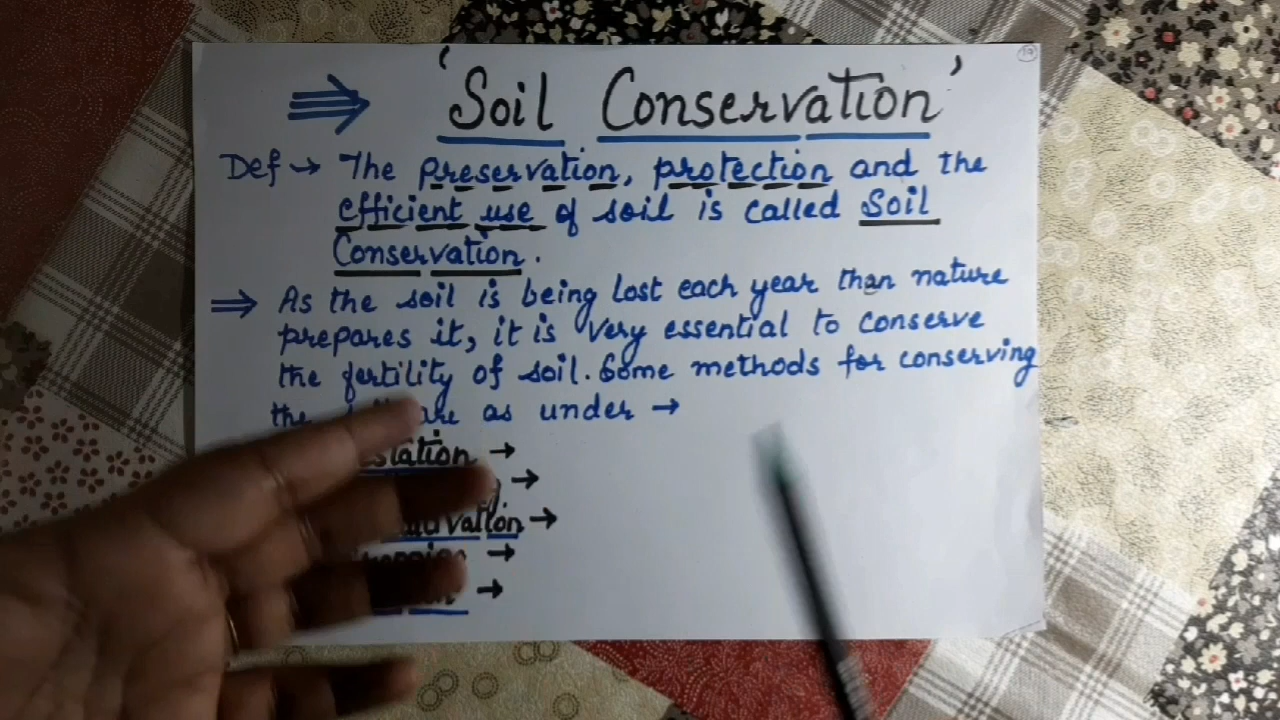 'Soil Conservation'
Def → The preservation, protection and the
efficient use of soil is called Soil
Conservation.
⇒ As the soil is being lost each year than nature
prepares it, it is very essential to conserve
the fertility of soil. Some methods for conserving
the are as under →
→
→
→
→
→